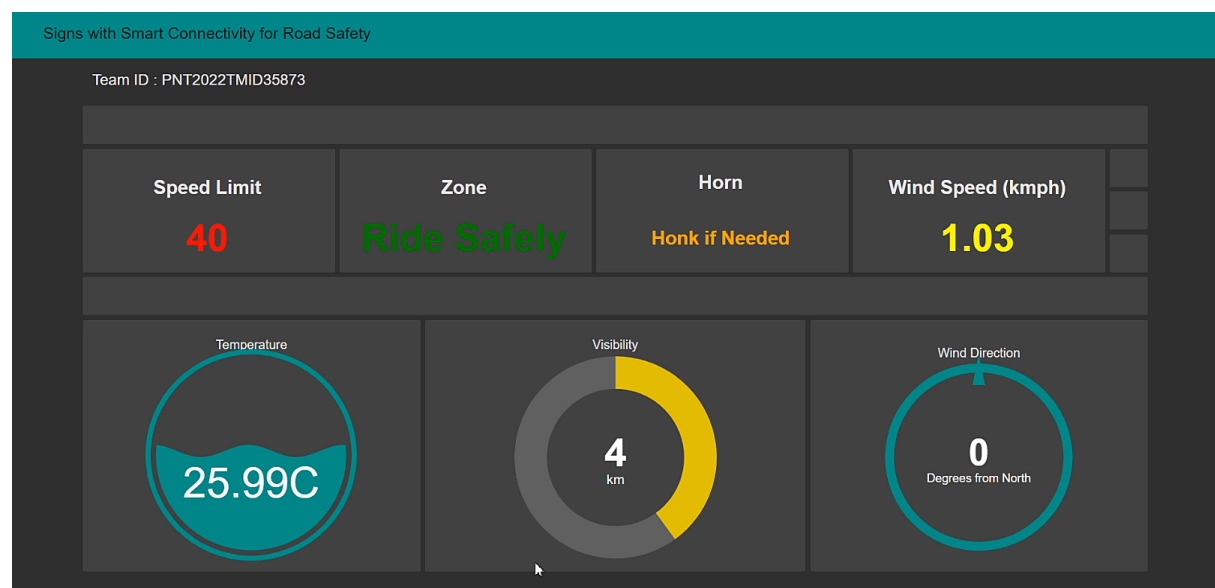 Signs with Smart Connectivity for Road Safety
Team ID : PNT2022TMID35873
Speed Limit
40
Zone
Ride Safely
Horn
Honk if Needed
Wind Speed (kmph)
1.03
Temperature
25.99C
Visibility
4
km
Wind Direction
0
Degrees from North